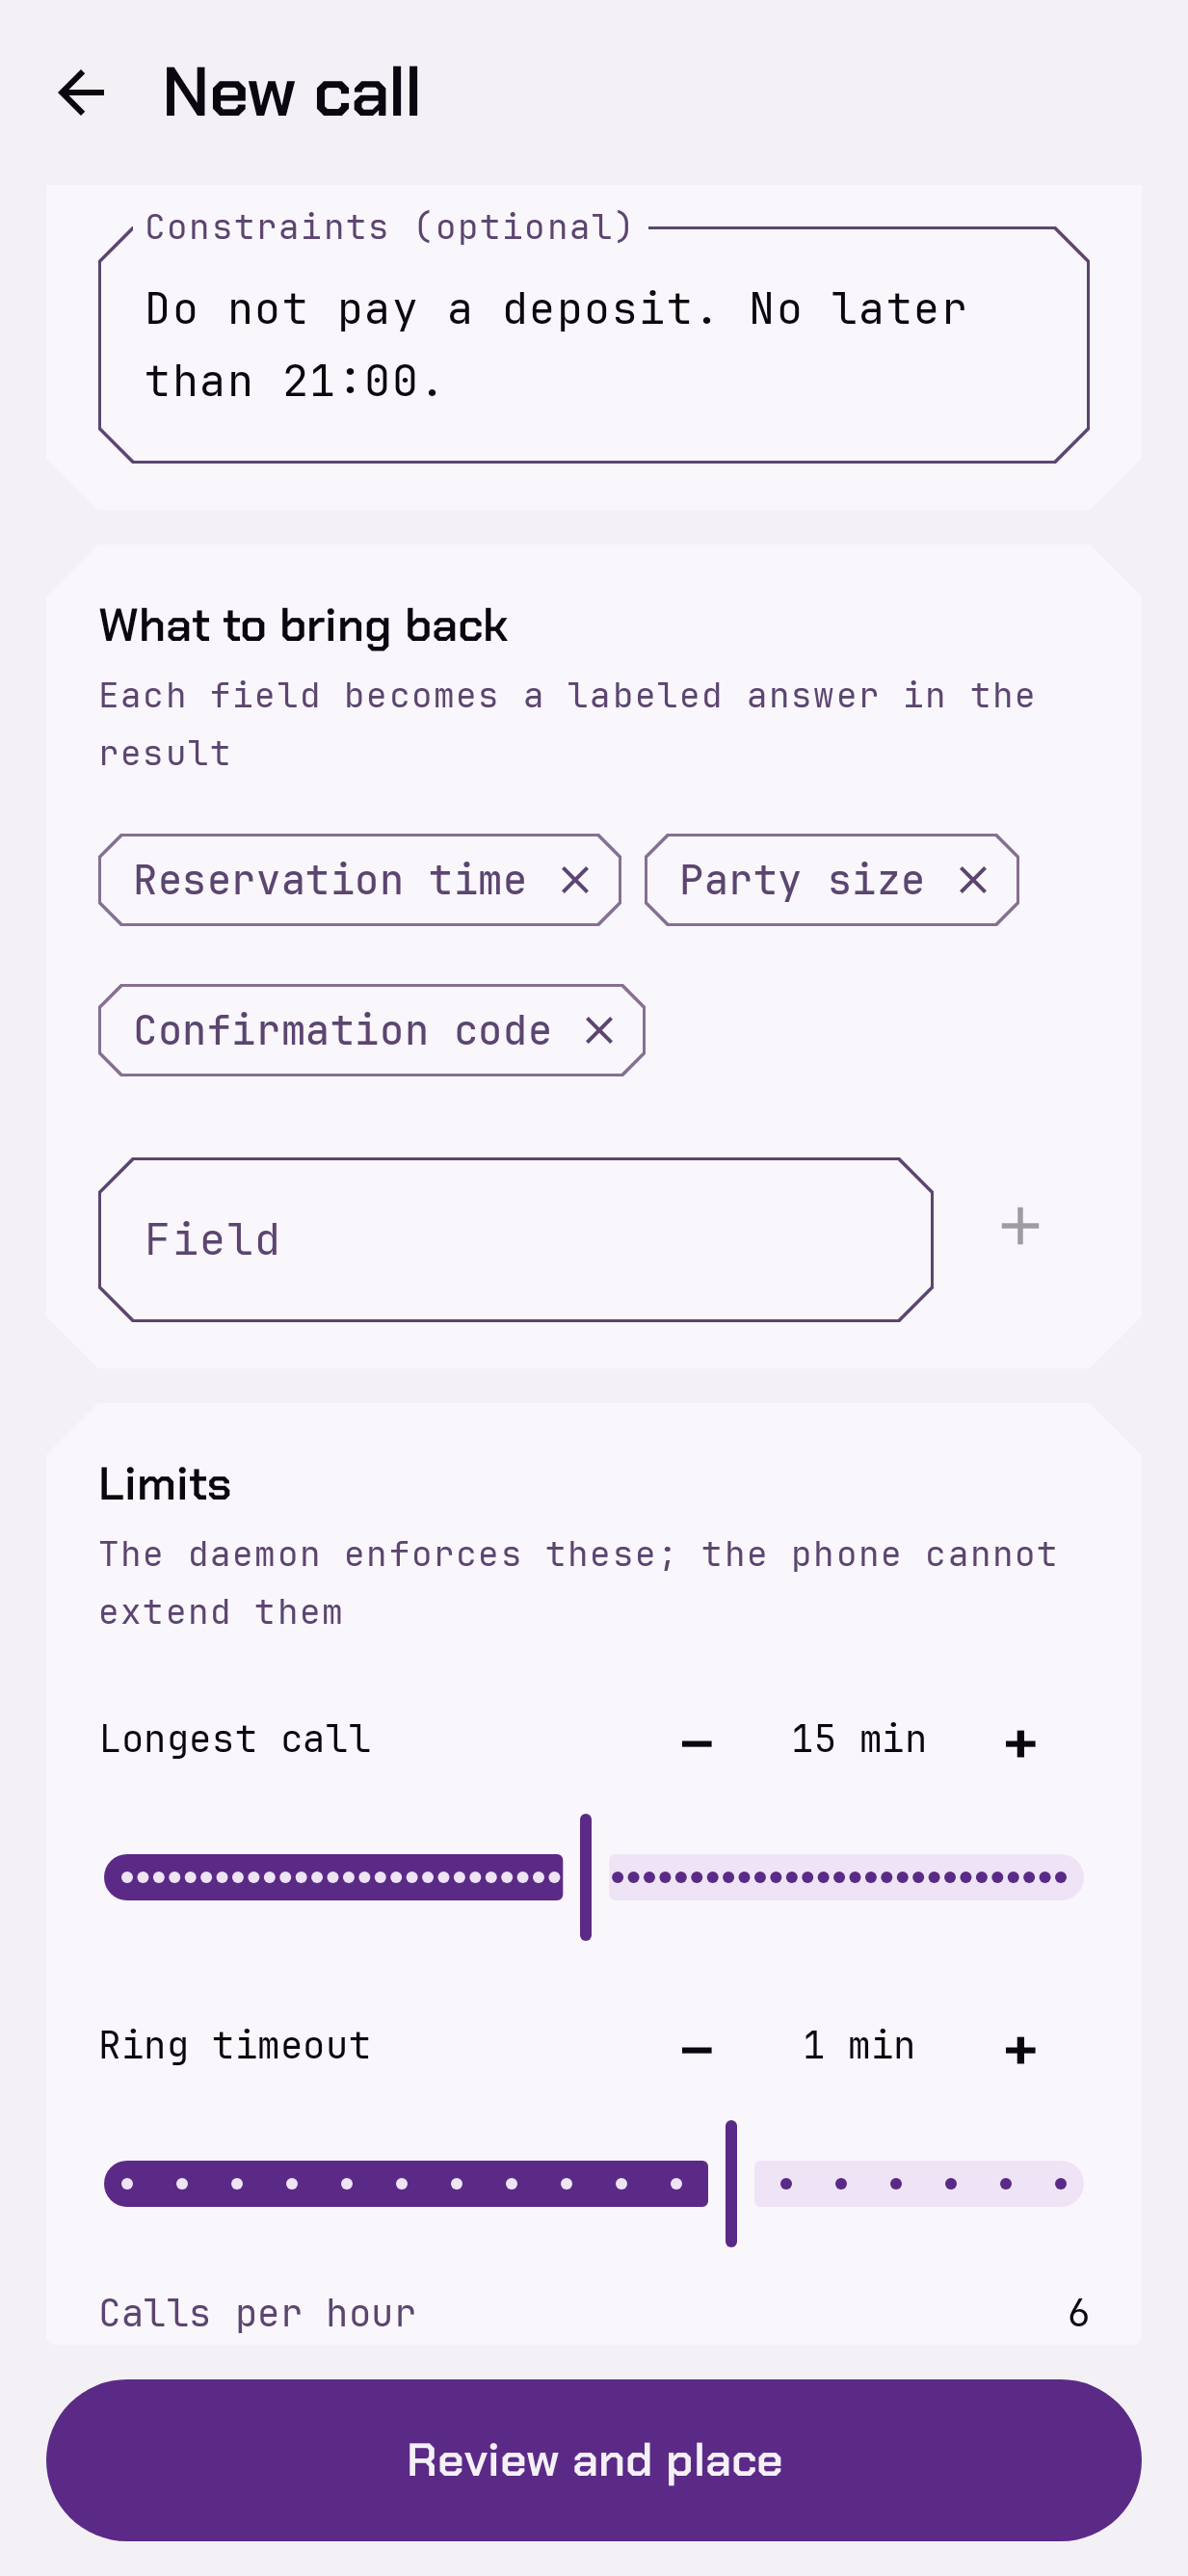 New call
Constraints (optional)
Do not pay a deposit. No later
than 21:00.
What to bring back
Each field becomes a labeled answer in the
result
Reservation time
Party size
Confirmation code
Field
Limits
The daemon enforces these; the phone cannot
extend them
Longest call
15 min
Ring timeout
1 min
Calls per hour
6
Review and place